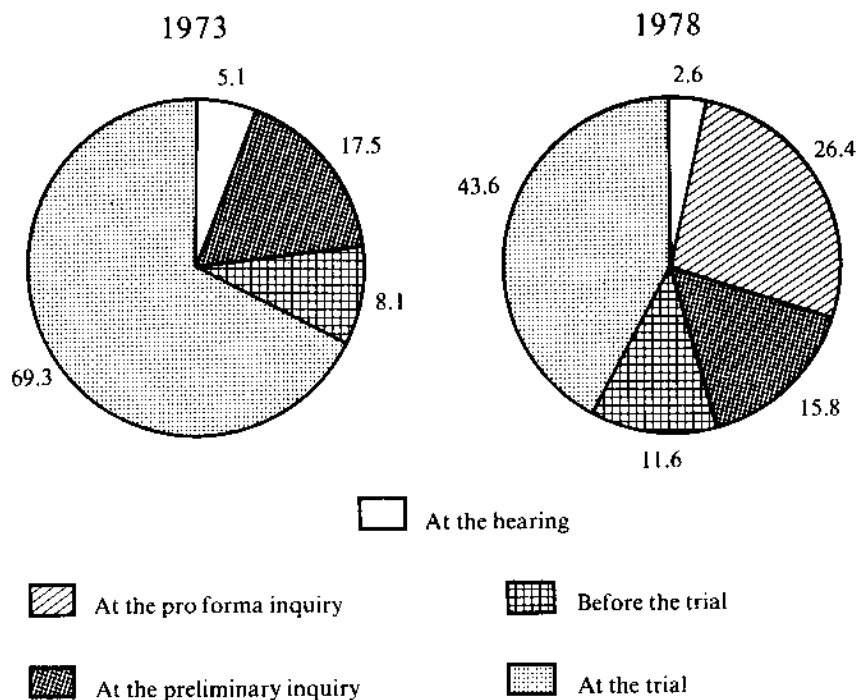 1973
1978
5.1
17.5
8.1
69.3
2.6
26.4
15.8
11.6
43.6
At the hearing
At the pro forma inquiry
Before the trial
At the preliminary inquiry
At the trial